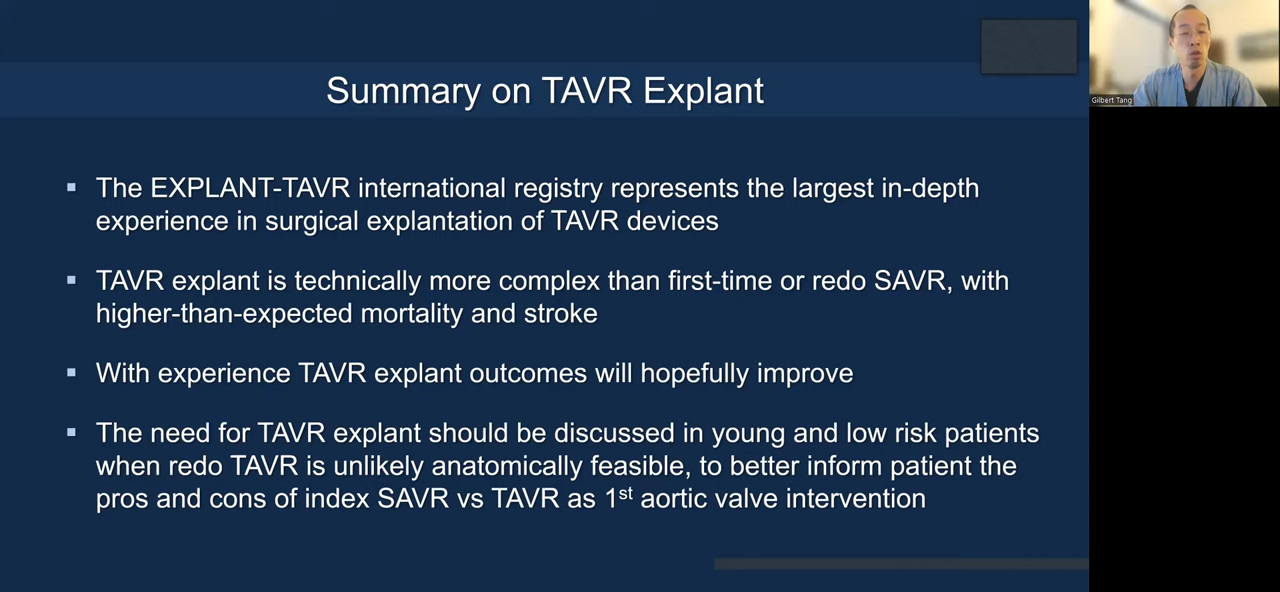 Summary on TAVR Explant
Gilbert Tang
▪ The EXPLANT-TAVR international registry represents the largest in-depth
experience in surgical explantation of TAVR devices
▪ TAVR explant is technically more complex than first-time or redo SAVR, with
higher-than-expected mortality and stroke
▪ With experience TAVR explant outcomes will hopefully improve
▪ The need for TAVR explant should be discussed in young and low risk patients
when redo TAVR is unlikely anatomically feasible, to better inform patient the
pros and cons of index SAVR vs TAVR as 1st aortic valve intervention